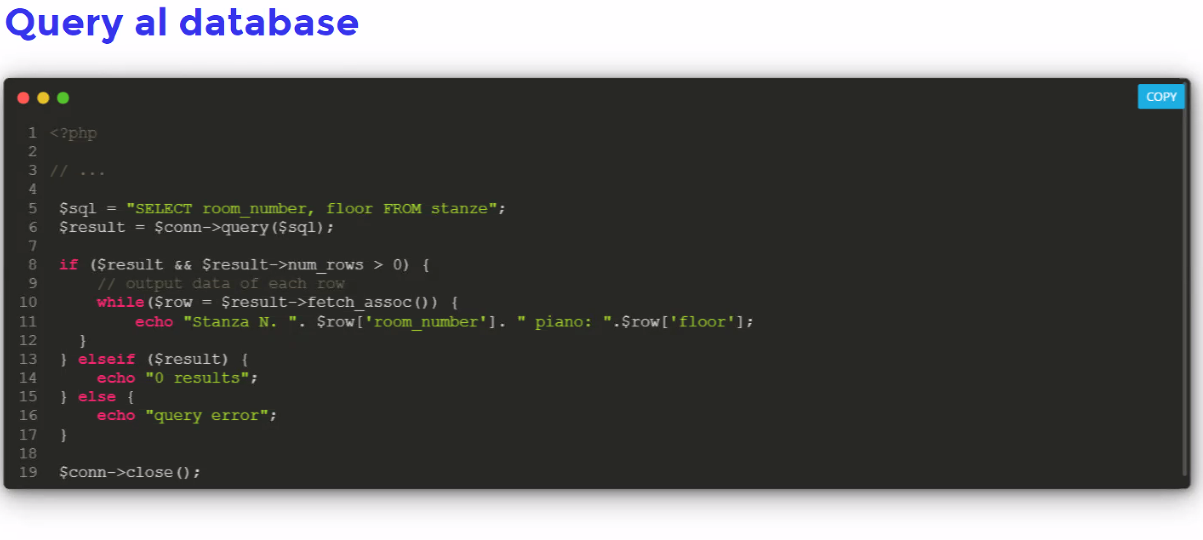 Query al database
COPY
1 <?php
2
3 // ...
4
5 $sql = "SELECT room_number, floor FROM stanze";
6 $result = $conn->query($sql);
7
8 if ($result && $result->num_rows > 0) {
9     // output data of each row
10     while($row = $result->fetch_assoc()) {
11         echo "Stanza N. ". $row['room_number']. " piano: ".$row['floor'];
12   }
13 } elseif ($result) {
14     echo "0 results";
15 } else {
16     echo "query error";
17 }
18
19 $conn->close();